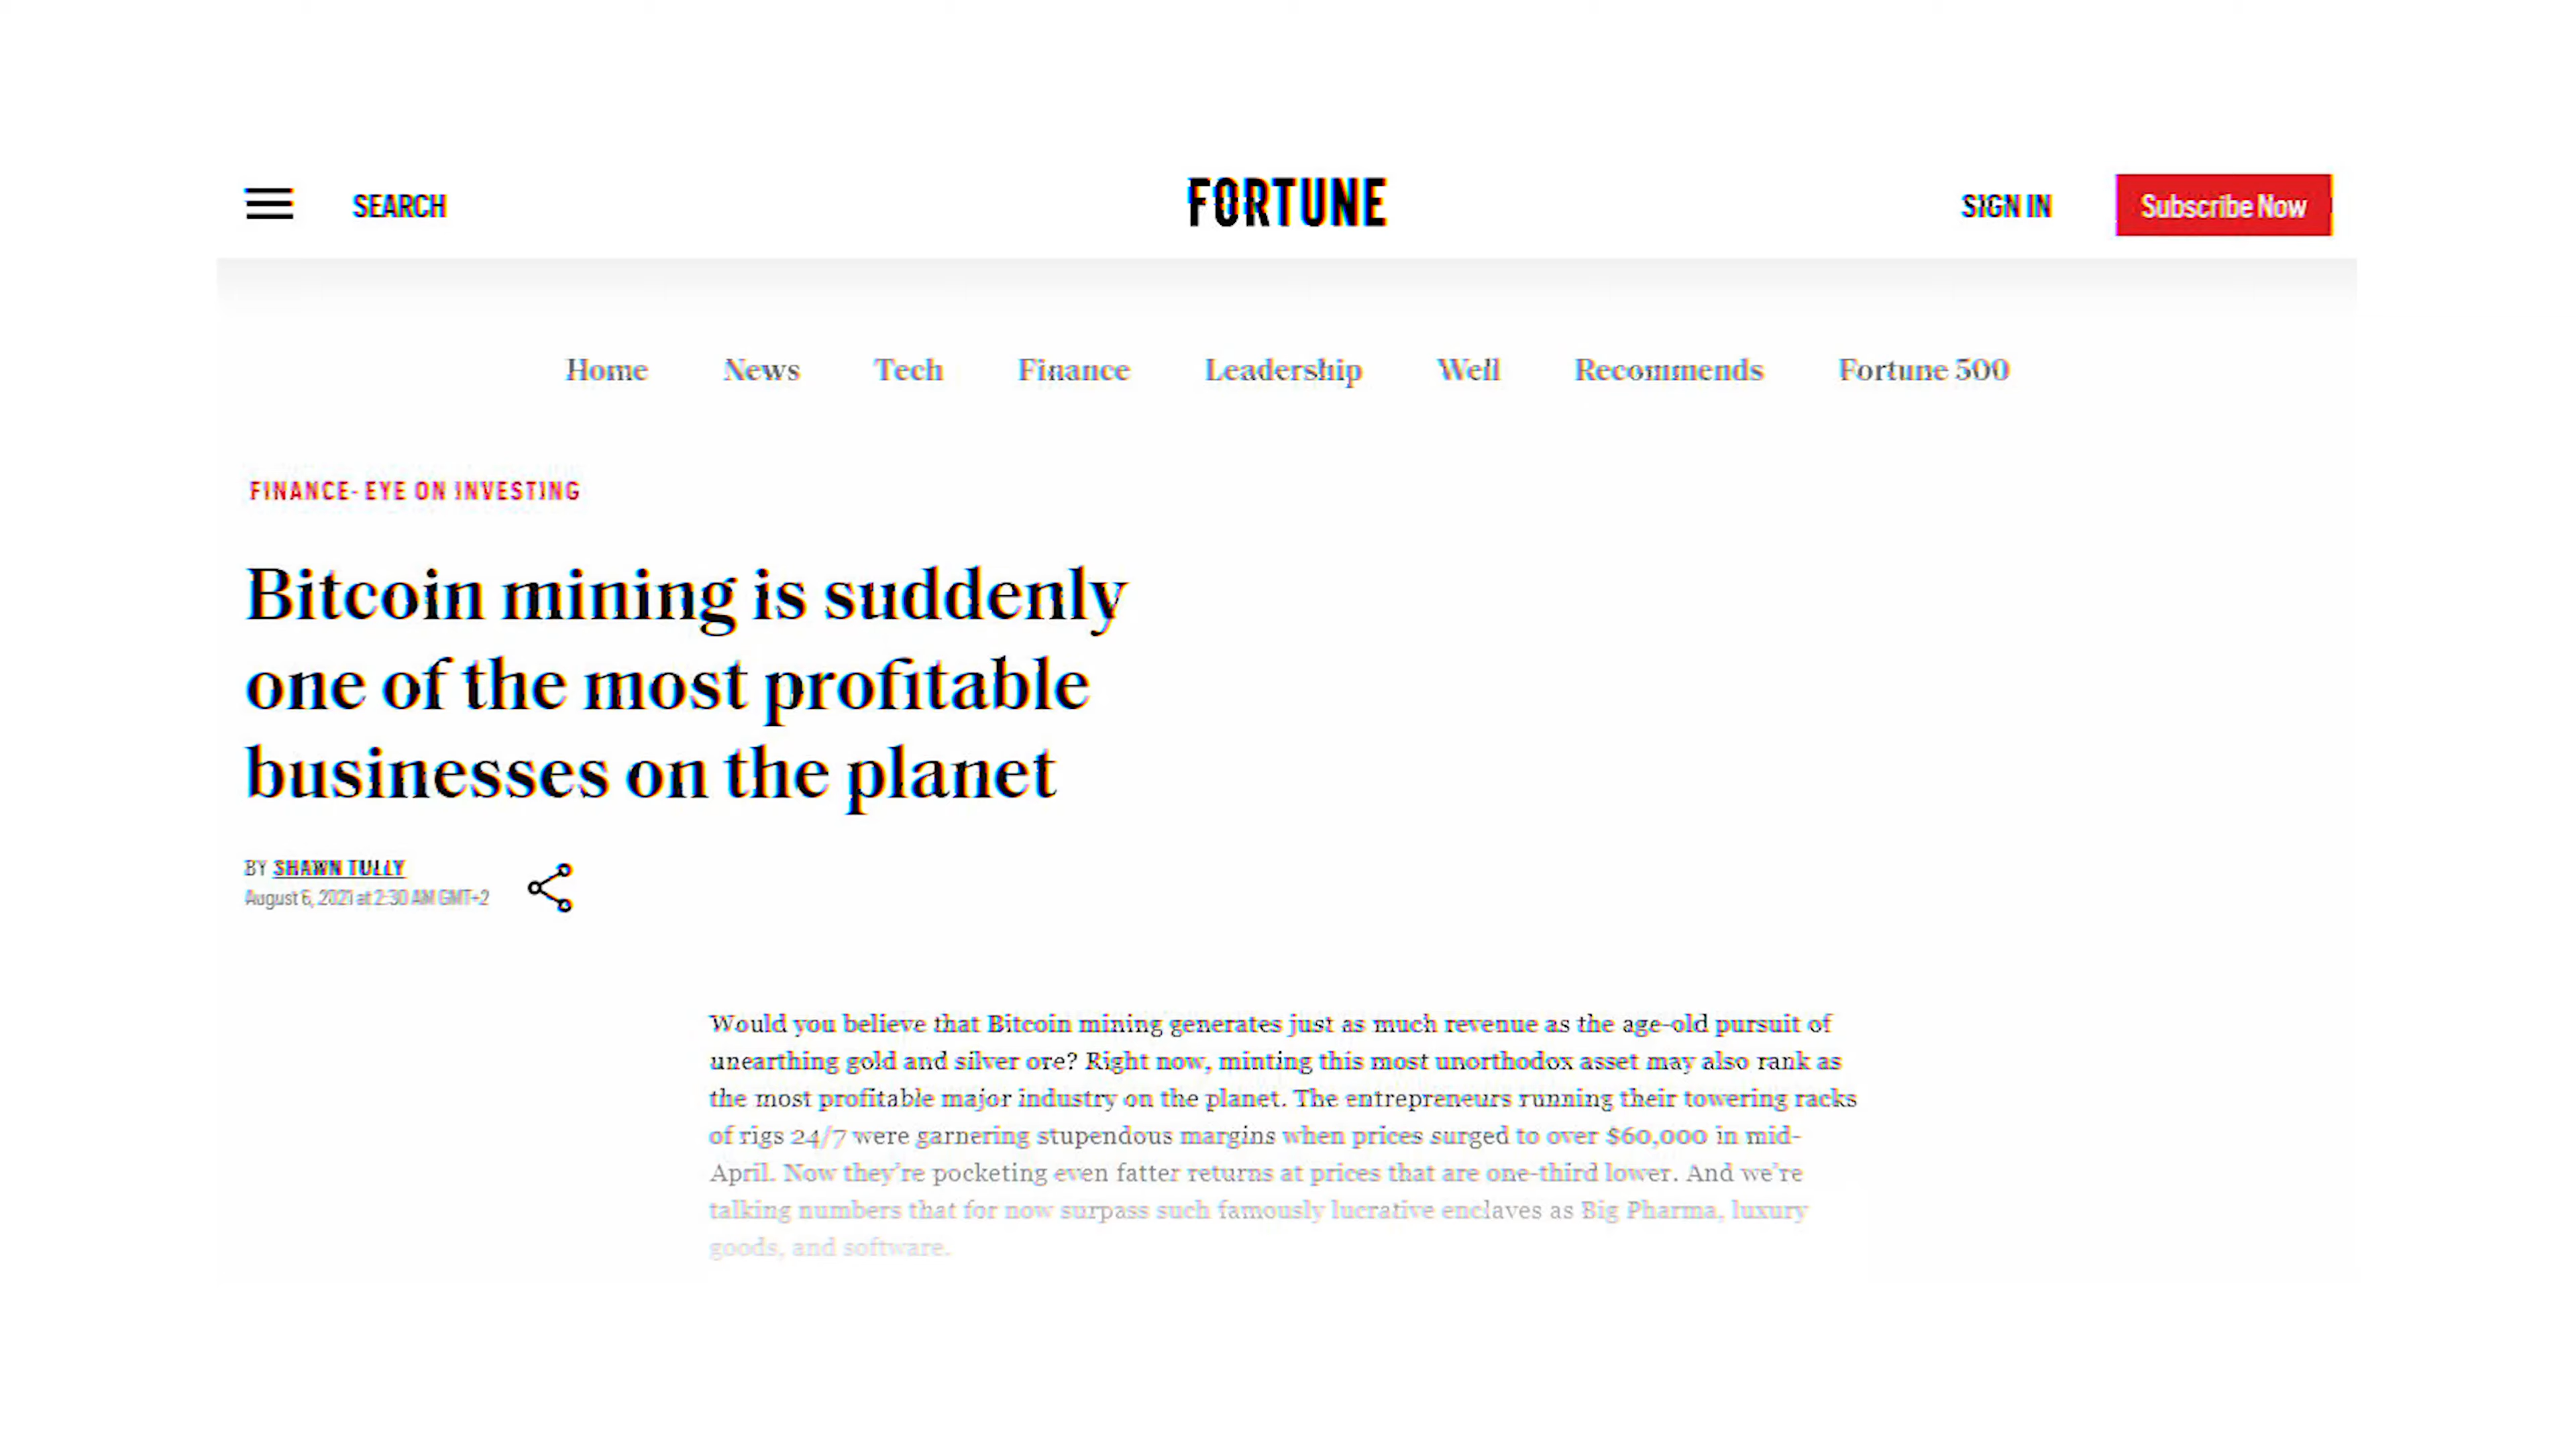 SEARCH
FORTUNE
SIGN IN
Subscribe Now
Home News Tech Finance Leadership Well Recommends Fortune 500
FINANCE- EYE ON INVESTING
Bitcoin mining is suddenly
one of the most profitable
businesses on the planet
BY SHAWN TULLY
August 6, 2021 at 2:30 AM GMT+2
Would you believe that Bitcoin mining generates just as much revenue as the age-old pursuit of
unearthing gold and silver ore? Right now, minting this most unorthodox asset may also rank as
the most profitable major industry on the planet. The entrepreneurs running their towering racks
of rigs 24/7 were garnering stupendous margins when prices surged to over $60,000 in mid-
April. Now they're pocketing even fatter returns at prices that are one-third lower. And we're
talking numbers that for now surpass such famously lucrative enclaves as Big Pharma, luxury
goods, and software.